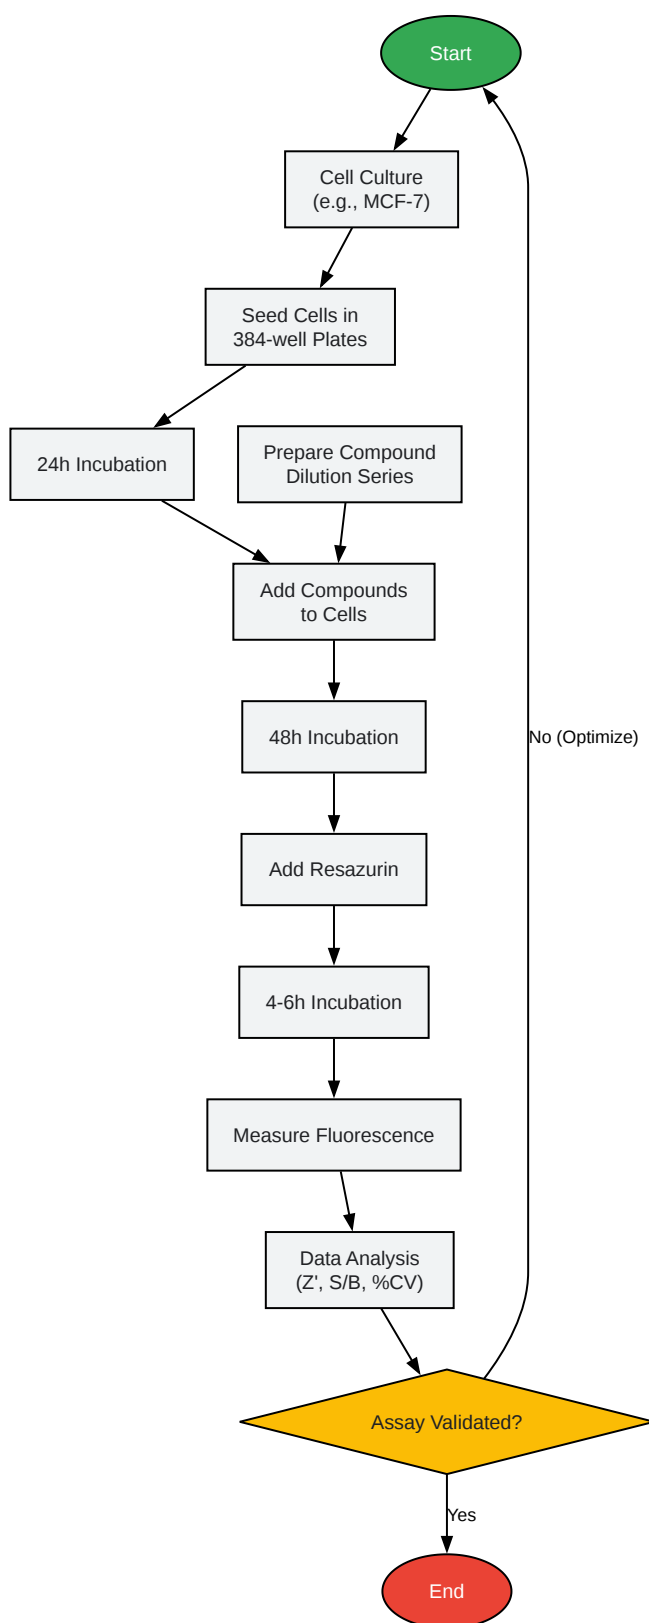 Start
Cell Culture
(e.g., MCF-7)
Seed Cells in
384-well Plates
24h Incubation
Prepare Compound
Dilution Series
Add Compounds
to Cells
48h Incubation
No (Optimize)
Add Resazurin
4-6h Incubation
Measure Fluorescence
Data Analysis
(Z', S/B, %CV)
Assay Validated?
Yes
End